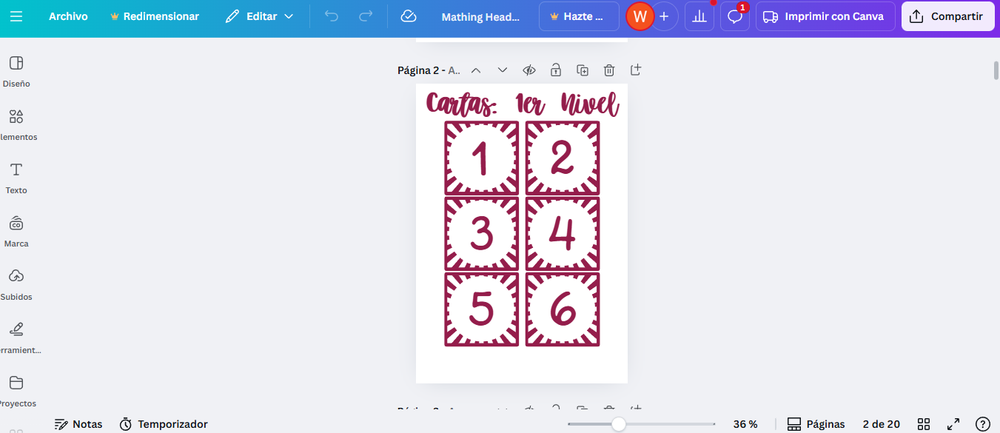 Archivo Redimensionar Editar Mathing Head... Hazte ... W 1 Imprimir con Canva Compartir
Diseño
lementos
Texto
CO
Marca
Subidos
rramient...
Proyectos
Página 2 - A..
Cartas: 1er Nivel
1 2
3 4
5 6
Notas Temporizador 36 % Páginas 2 de 20